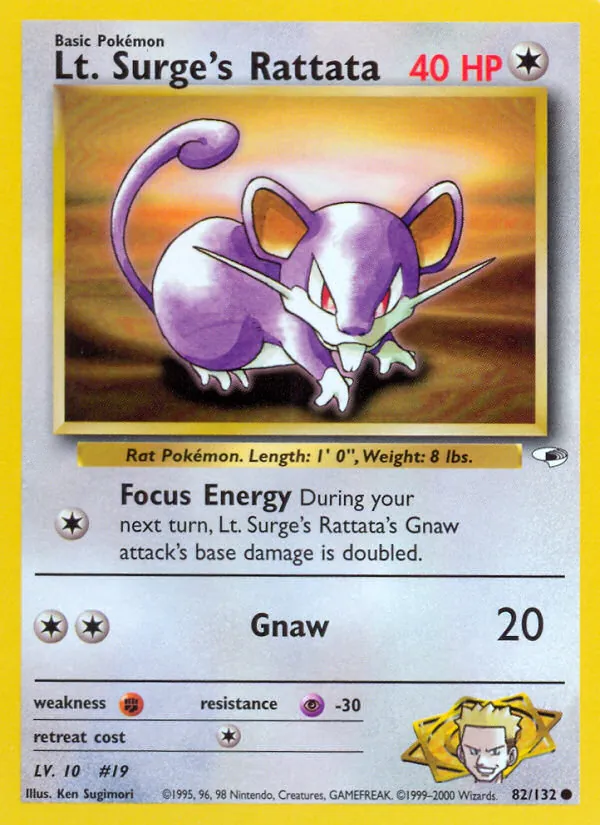 Basic Pokémon
Lt. Surge's Rattata 40 HP
Rat Pokémon. Length: 1' 0", Weight: 8 lbs.
Focus Energy During your
next turn, Lt. Surge's Rattata's Gnaw
attack's base damage is doubled.
Gnaw 20
weakness resistance -30
retreat cost
LV. 10 #19
Illus. Ken Sugimori ©1995, 96, 98 Nintendo, Creatures, GAMEFREAK. ©1999-2000 Wizards. 82/132